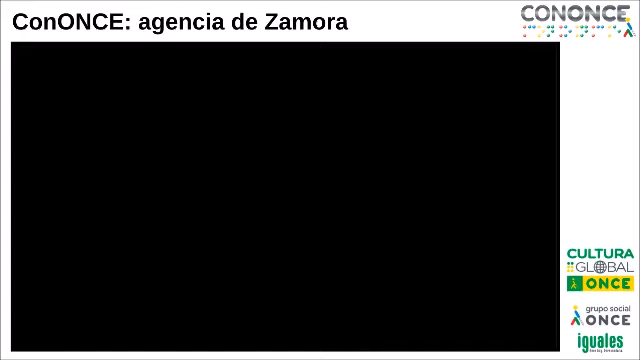 ConONCE: agencia de Zamora
CONONCE
CULTURA
GLOBAL
ONCE
grupo social
ONCE
iguales